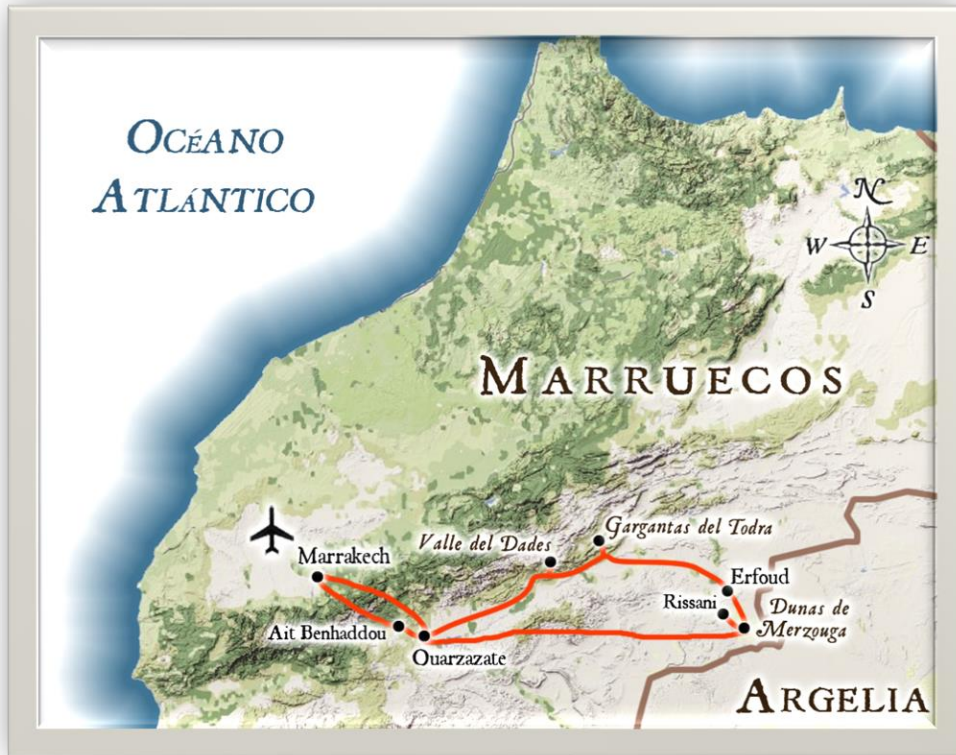 OCÉANO
ATLÁNTICO
N
W
E
S
MARRUECOS
Gargantas del Todra
Valle del Dades
Marrakech
Erfoud
Rissani
Dunas de
Merzouga
Ait Benhaddou
Ouarzazate
ARGELIA